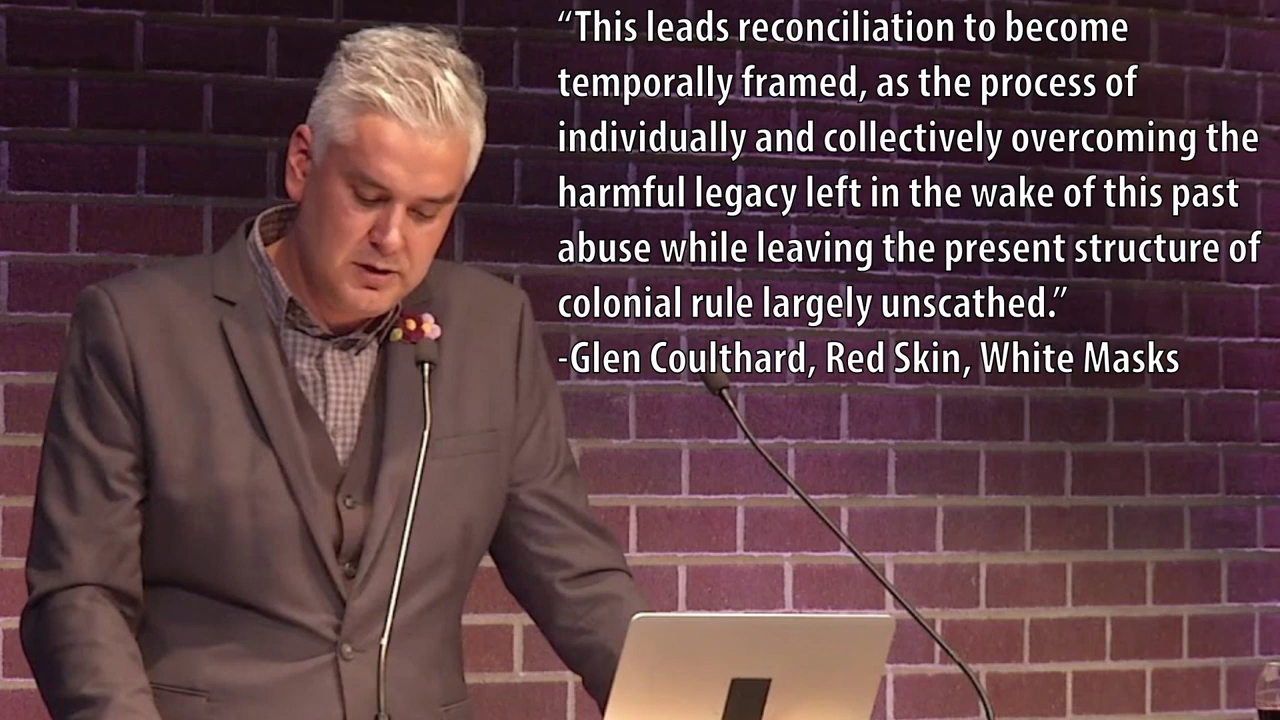 “This leads reconciliation to become
temporally framed, as the process of
individually and collectively overcoming the
harmful legacy left in the wake of this past
abuse while leaving the present structure of
colonial rule largely unscathed.”
-Glen Coulthard, Red Skin, White Masks